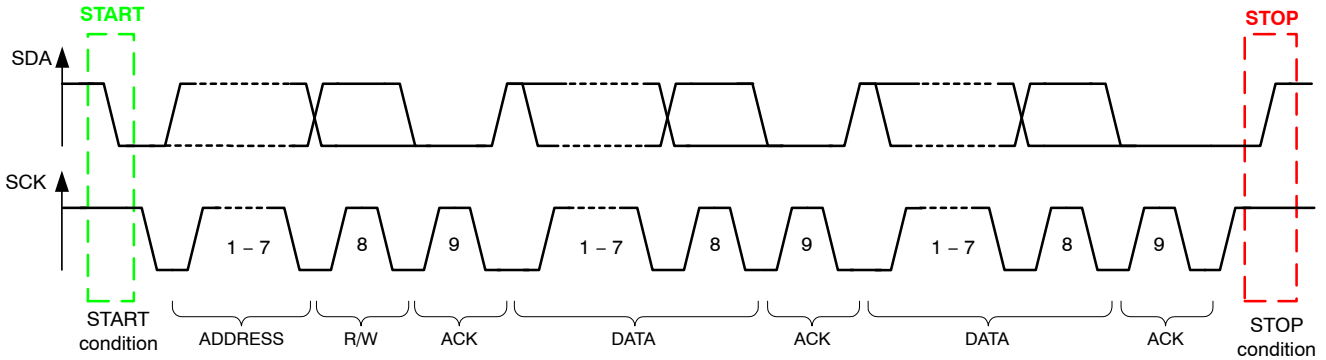 START
STOP
SDA
SCK
1 – 7
8
9
1 – 7
8
9
1 – 7
8
9
START
condition
ADDRESS
R/W
ACK
DATA
ACK
DATA
ACK
STOP
condition